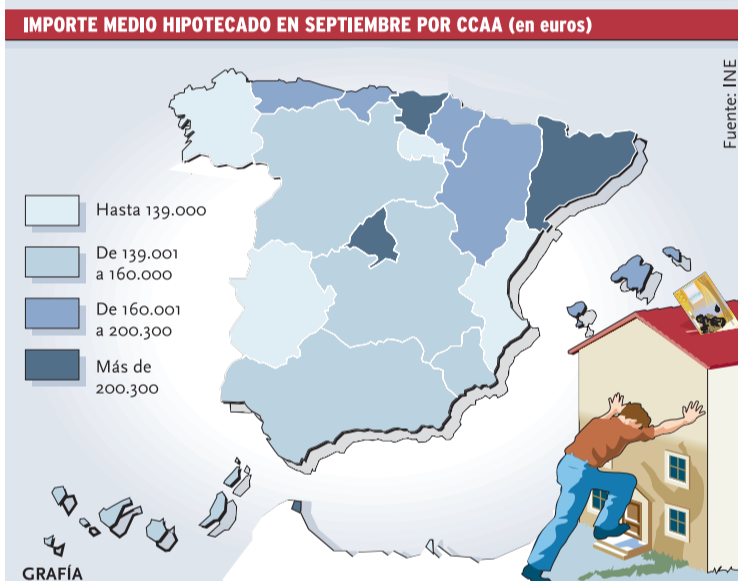 IMPORTE MEDIO HIPOTECADO EN SEPTIEMBRE POR CCAA (en euros)
Fuente: INE
Hasta 139.000
De 139.001
a 160.000
De 160.001
a 200.300
Más de
200.300
GRAFÍA